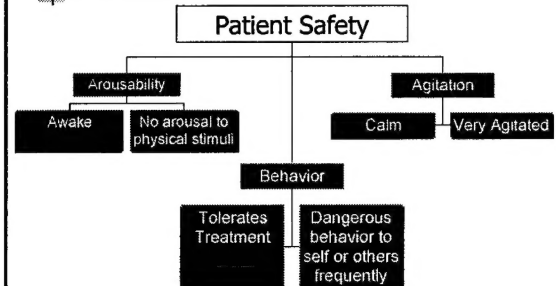 Patient Safety
Arousability
Agitation
Awake
No arousal to
physical stimuli
Calm
Very Agitated
Behavior
Tolerates
Treatment
Dangerous
behavior to
self or others
frequently